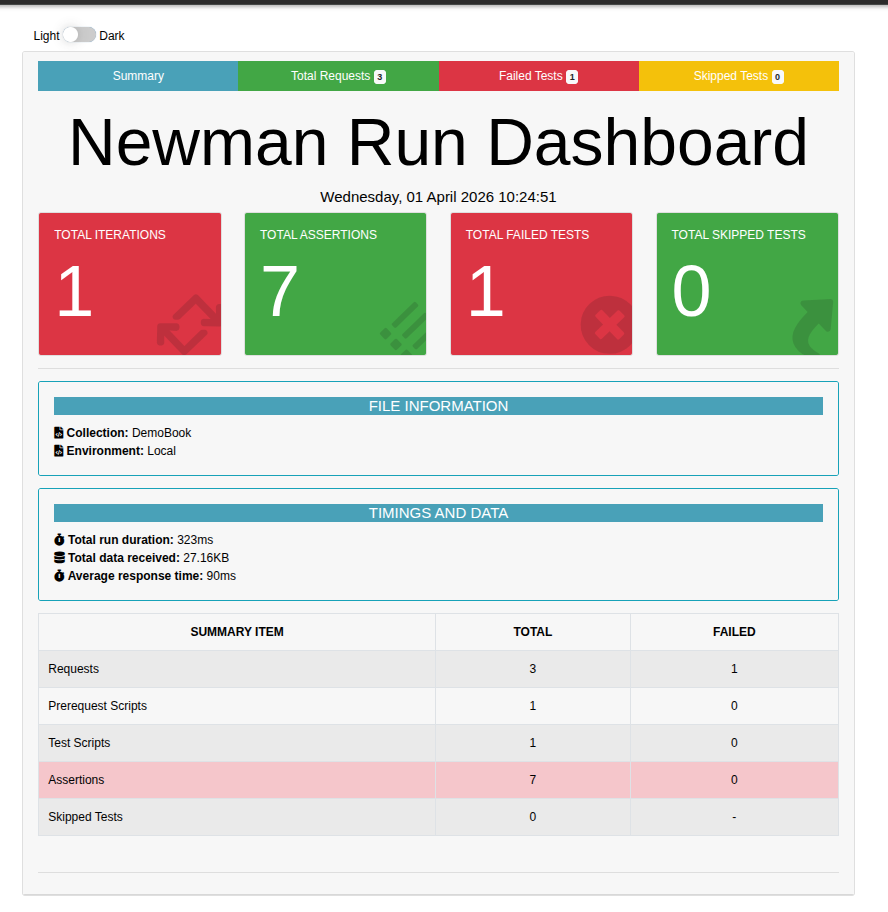 Light Dark
Summary Total Requests 3 Failed Tests 1 Skipped Tests 0
Newman Run Dashboard
Wednesday, 01 April 2026 10:24:51
TOTAL ITERATIONS TOTAL ASSERTIONS TOTAL FAILED TESTS TOTAL SKIPPED TESTS
1 7 1 0
FILE INFORMATION
Collection: DemoBook
Environment: Local
TIMINGS AND DATA
Total run duration: 323ms
Total data received: 27.16KB
Average response time: 90ms
SUMMARY ITEM TOTAL FAILED
Requests 3 1
Prerequest Scripts 1 0
Test Scripts 1 0
Assertions 7 0
Skipped Tests 0 -